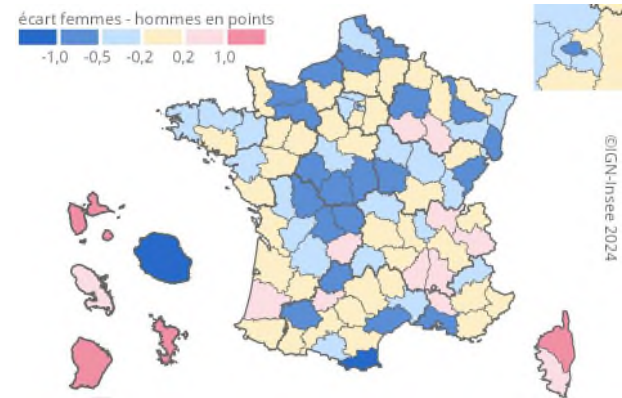 écart femmes - hommes en points
-1,0 -0,5 -0,2 0,2 1,0
©IGN-Insee 2024